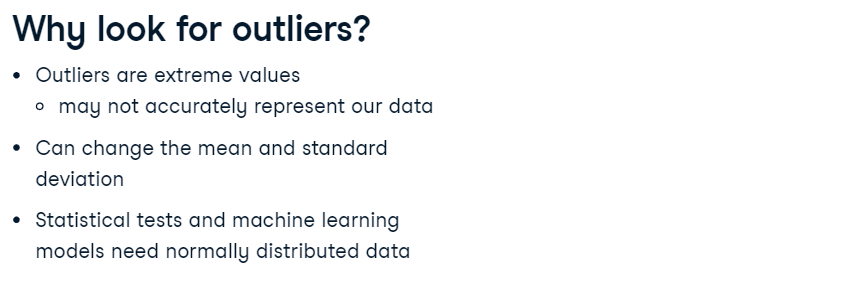 Why look for outliers?
• Outliers are extreme values
○ may not accurately represent our data
• Can change the mean and standard
deviation
• Statistical tests and machine learning
models need normally distributed data